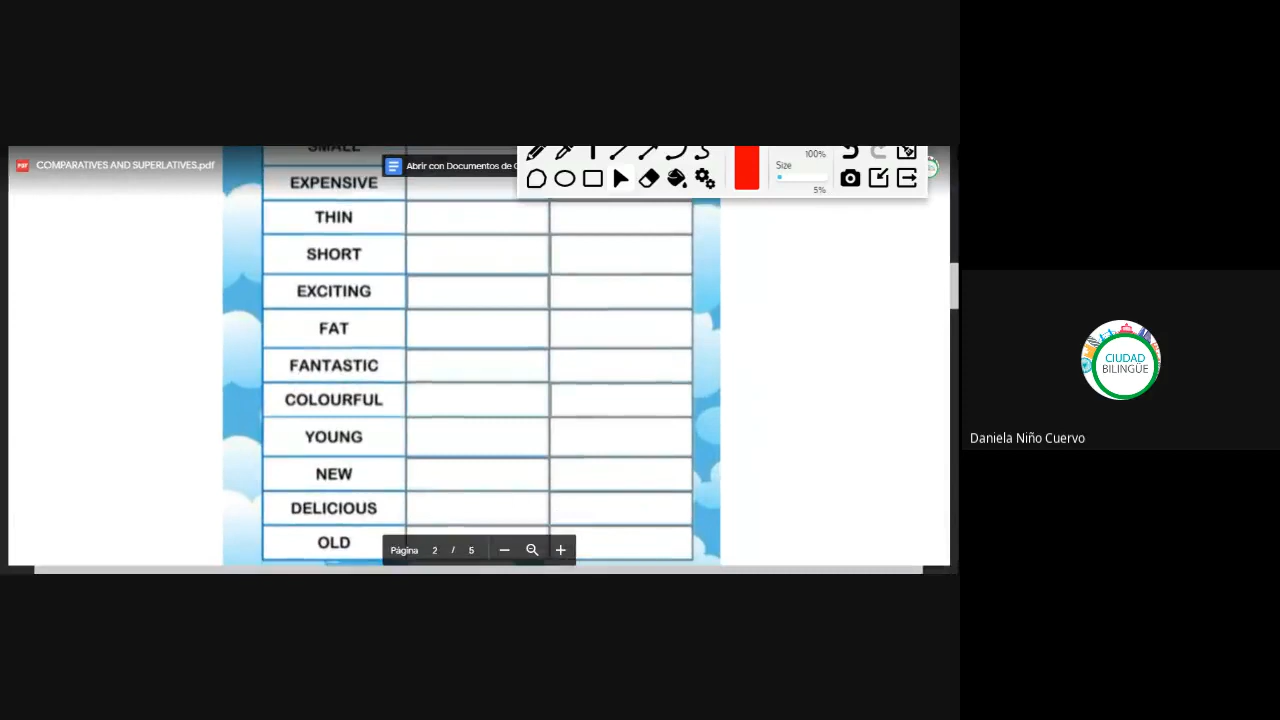 SMALL
COMPARATIVES AND SUPERLATIVES.pdf
Abrir con Documentos de G
100%
Size
5%
EXPENSIVE
THIN
SHORT
EXCITING
FAT
FANTASTIC
COLOURFUL
YOUNG
NEW
DELICIOUS
OLD
Página 2 / 5
CIUDAD
BILINGÜE
Daniela Niño Cuervo